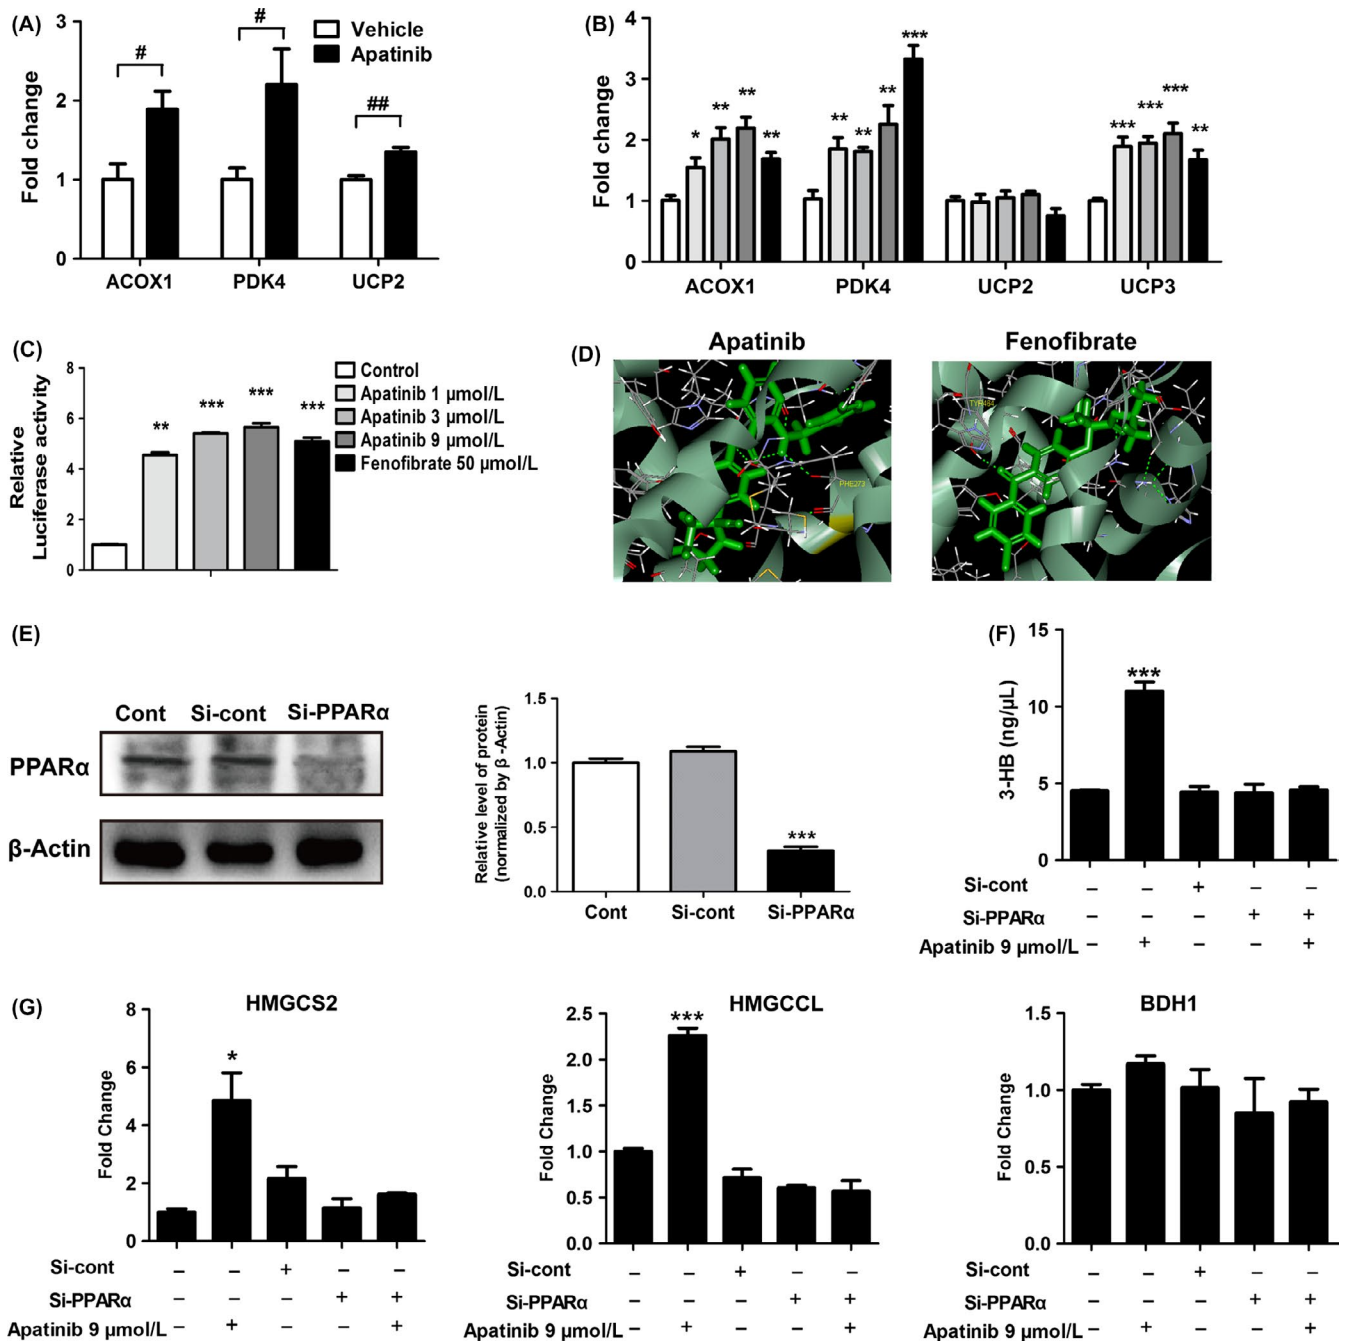 (A)
3
2
1
0
Fold change
#
#
##
Vehicle
Apatinib
ACOX1 PDK4 UCP2
(B)
4
3
2
1
0
Fold change
* ** ** **
** ** ** ***
*** *** *** **
ACOX1 PDK4 UCP2 UCP3
(C)
8
6
4
2
0
Relative
Luciferase activity
** *** *** ***
Control
Apatinib 1 μmol/L
Apatinib 3 μmol/L
Apatinib 9 μmol/L
Fenofibrate 50 μmol/L
(D)
Apatinib
PHE273
Fenofibrate
TYR464
(E)
Cont Si-cont Si-PPARα
PPARα
β-Actin
Relative level of protein
(normalized by β -Actin)
1.5
1.0
0.5
0.0
***
Cont Si-cont Si-PPARα
(F)
3-HB (ng/μL)
15
10
5
0
***
Si-cont – – + – –
Si-PPARα – – – + +
Apatinib 9 μmol/L – + – – +
(G)
HMGCS2
Fold Change
8
6
4
2
0
*
Si-cont – – + – –
Si-PPARα – – – + +
Apatinib 9 μmol/L – + – – +
HMGCCL
Fold Change
2.5
2.0
1.5
1.0
0.5
0.0
***
Si-cont – – + – –
Si-PPARα – – – + +
Apatinib 9 μmol/L – + – – +
BDH1
Fold Change
1.5
1.0
0.5
0.0
Si-cont – – + – –
Si-PPARα – – – + +
Apatinib 9 μmol/L – + – – +